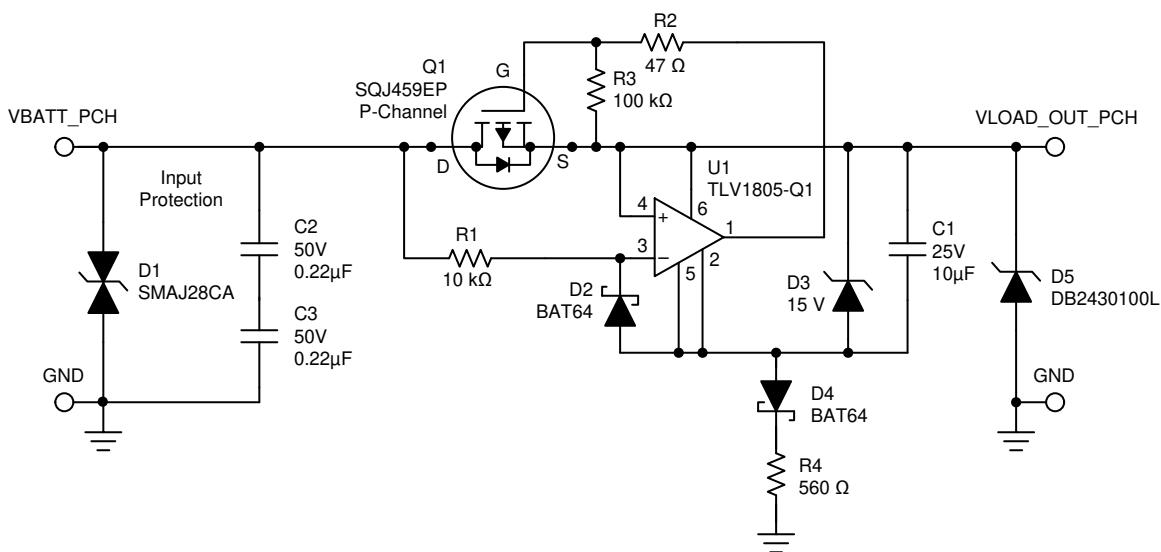 R2
47 Ω
Q1
SQJ459EP
P-Channel
G
R3
100 kΩ
VBATT_PCH
VLOAD_OUT_PCH
D
S
Input
Protection
U1
TLV1805-Q1
4
6
+
1
3
−
2
5
R1
10 kΩ
C2
50V
0.22µF
D1
SMAJ28CA
C3
50V
0.22µF
D2
BAT64
D3
15 V
C1
25V
10µF
D5
DB2430100L
GND
GND
D4
BAT64
R4
560 Ω